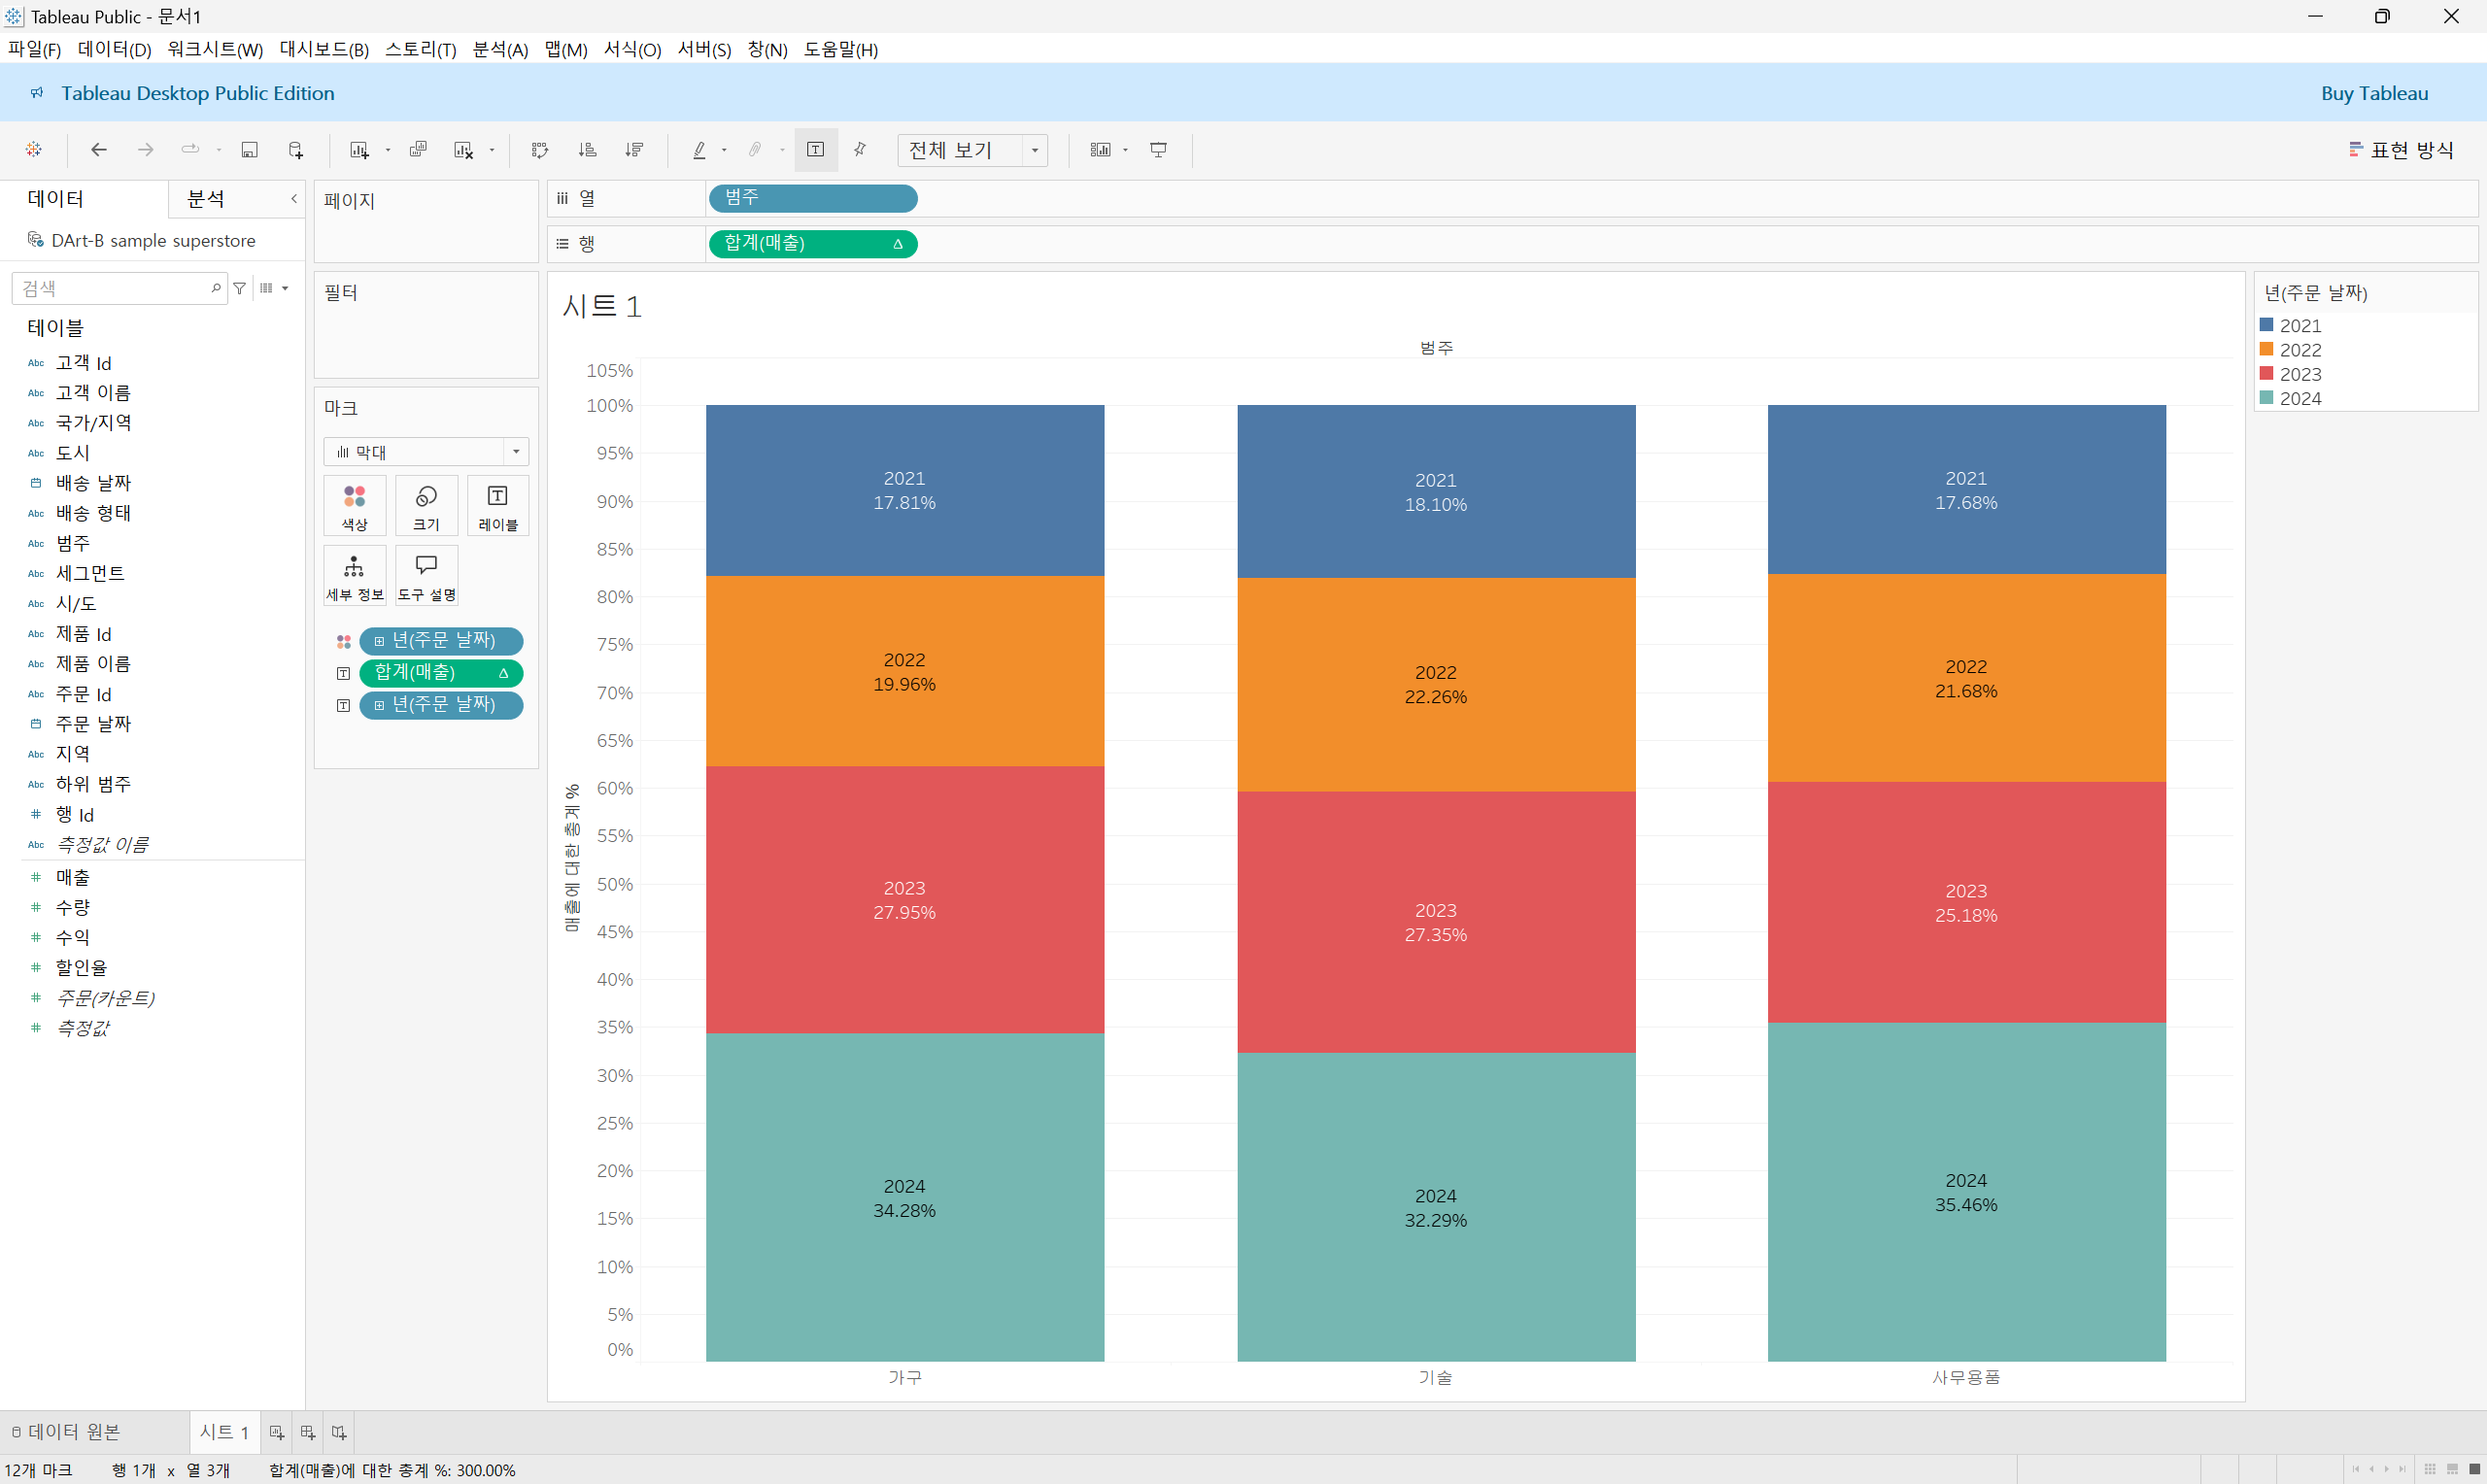 Tableau Public - 문서1
파일(F) 데이터(D) 워크시트(W) 대시보드(B) 스토리(T) 분석(A) 맵(M) 서식(O) 서버(S) 창(N) 도움말(H)
Tableau Desktop Public Edition
Buy Tableau
전체 보기
표현 방식
데이터
분석
DArt-B sample superstore
검색
테이블
Abc 고객 Id
Abc 고객 이름
Abc 국가/지역
Abc 도시
배송 날짜
Abc 배송 형태
Abc 범주
Abc 세그먼트
Abc 시/도
Abc 제품 Id
Abc 제품 이름
Abc 주문 Id
주문 날짜
Abc 지역
Abc 하위 범주
# 행 Id
Abc 측정값 이름
# 매출
# 수량
# 수익
# 할인율
# 주문(카운트)
# 측정값
페이지
필터
마크
막대
색상
크기
레이블
세부 정보
도구 설명
년(주문 날짜)
합계(매출) Δ
년(주문 날짜)
열
범주
행
합계(매출) Δ
시트 1
범주
매출에 대한 총계 %
105%
100%
95%
90%
85%
80%
75%
70%
65%
60%
55%
50%
45%
40%
35%
30%
25%
20%
15%
10%
5%
0%
2021
17.81%
2022
19.96%
2023
27.95%
2024
34.28%
가구
2021
18.10%
2022
22.26%
2023
27.35%
2024
32.29%
기술
2021
17.68%
2022
21.68%
2023
25.18%
2024
35.46%
사무용품
년(주문 날짜)
2021
2022
2023
2024
데이터 원본
시트 1
12개 마크
행 1개 x 열 3개
합계(매출)에 대한 총계 %: 300.00%